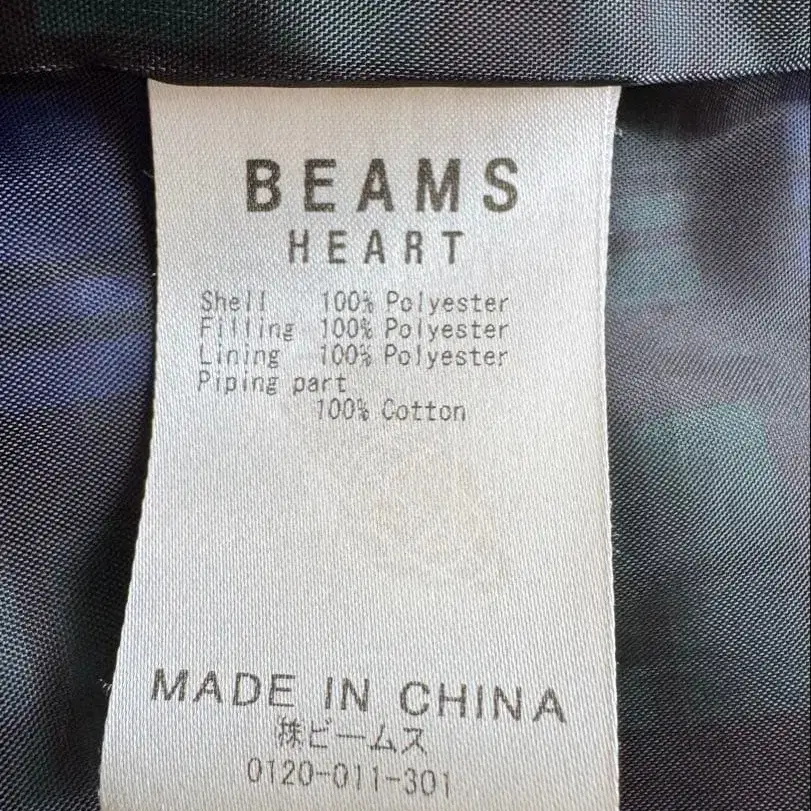 BEAMS
HEART
Shell 100% Polyester
Filling 100% Polyester
Lining 100% Polyester
Piping part
100% Cotton
MADE IN CHINA
㈱ビームス
0120-011-301